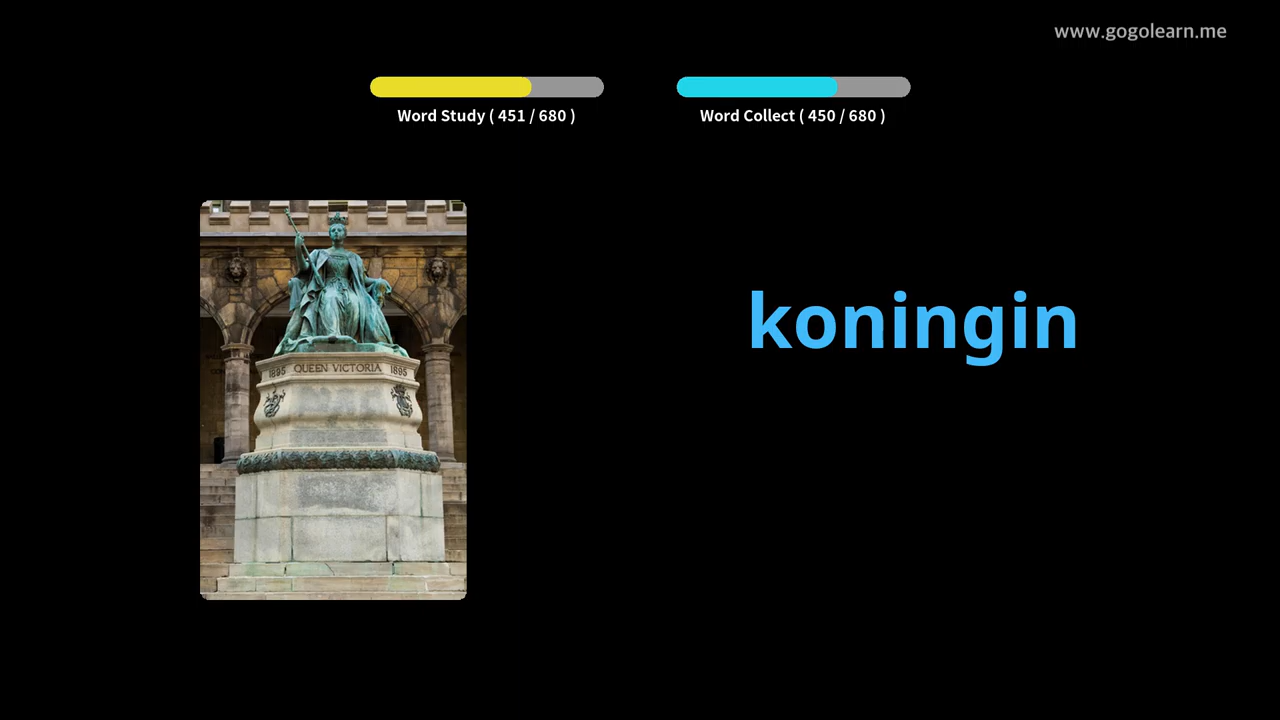 www.gogolearn.me
Word Study ( 451 / 680 )
Word Collect ( 450 / 680 )
koningin
1895 QUEEN VICTORIA 1895